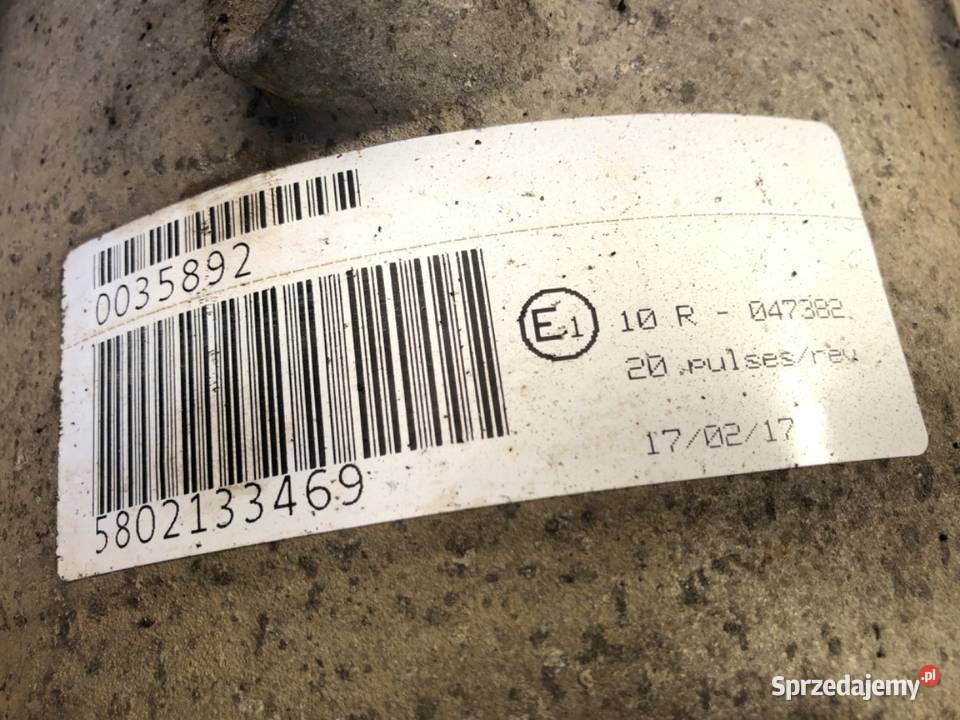 0035892
5802133469
E1 10 R - 047382
20 pulses/rev
17/02/17
Sprzedajemy.pl